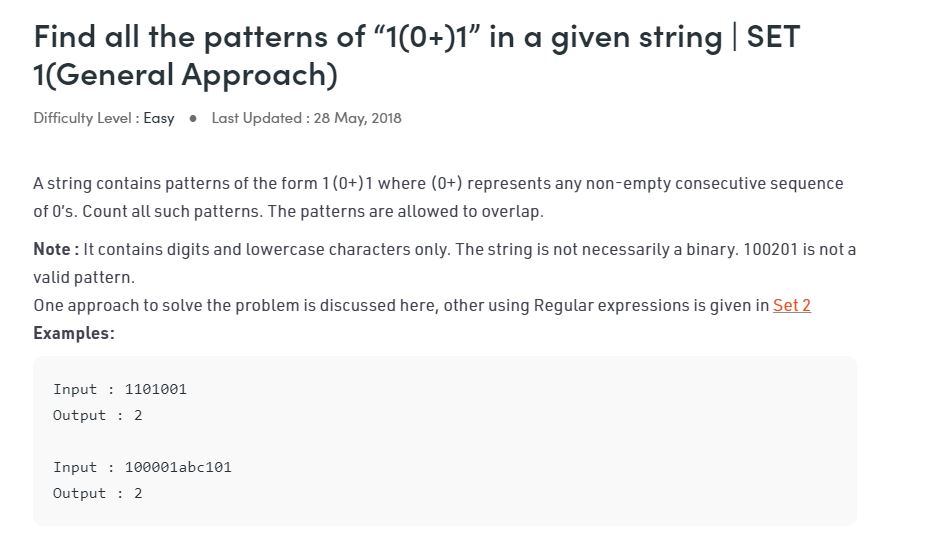 Find all the patterns of “1(0+)1” in a given string | SET
1(General Approach)
Difficulty Level : Easy ● Last Updated : 28 May, 2018
A string contains patterns of the form 1(0+)1 where (0+) represents any non-empty consecutive sequence
of 0’s. Count all such patterns. The patterns are allowed to overlap.
Note : It contains digits and lowercase characters only. The string is not necessarily a binary. 100201 is not a
valid pattern.
One approach to solve the problem is discussed here, other using Regular expressions is given in Set 2
Examples:
Input : 1101001
Output : 2
Input : 100001abc101
Output : 2